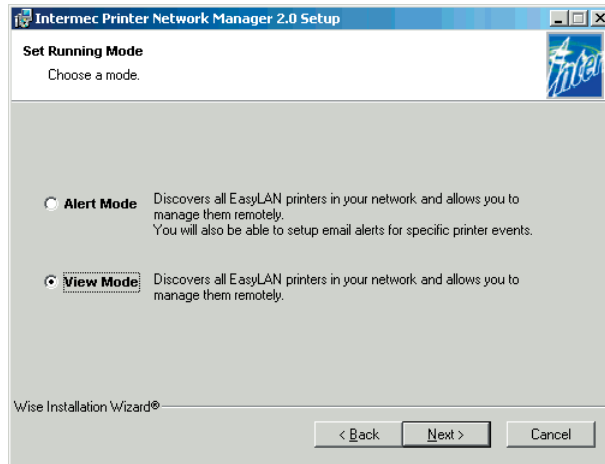 Intermec Printer Network Manager 2.0 Setup
Set Running Mode
Choose a mode.
Inter
Alert Mode
Discovers all EasyLAN printers in your network and allows you to
manage them remotely.
You will also be able to setup email alerts for specific printer events.
View Mode
Discovers all EasyLAN printers in your network and allows you to
manage them remotely.
Wise Installation Wizard®
< Back
Next >
Cancel